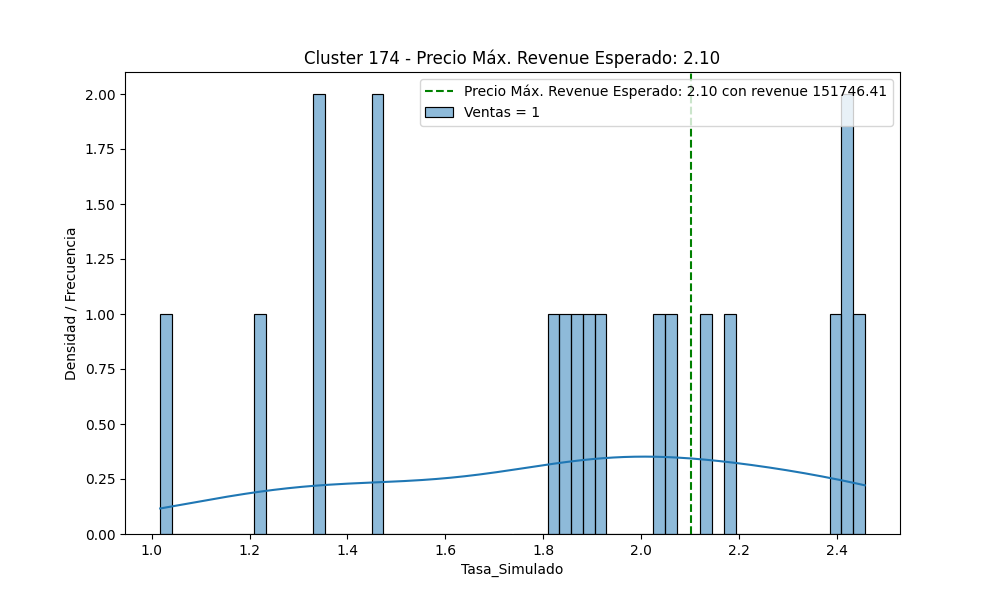 Cluster 174 - Precio Máx. Revenue Esperado: 2.10
Precio Máx. Revenue Esperado: 2.10 con revenue 151746.41
Ventas = 1
Densidad / Frecuencia
2.00
1.75
1.50
1.25
1.00
0.75
0.50
0.25
0.00
1.0 1.2 1.4 1.6 1.8 2.0 2.2 2.4
Tasa_Simulado